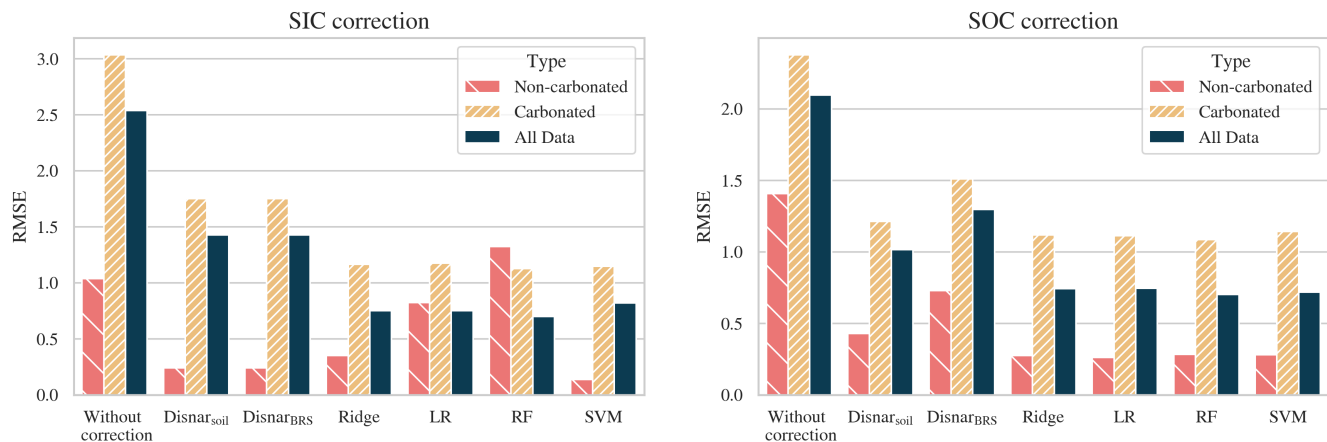 SIC correction
RMSE
3.0
2.5
2.0
1.5
1.0
0.5
0.0
Type
Non-carbonated
Carbonated
All Data
Without correction
Disnarsoil
DisnarBRS
Ridge
LR
RF
SVM
SOC correction
RMSE
2.0
1.5
1.0
0.5
0.0
Type
Non-carbonated
Carbonated
All Data
Without correction
Disnarsoil
DisnarBRS
Ridge
LR
RF
SVM